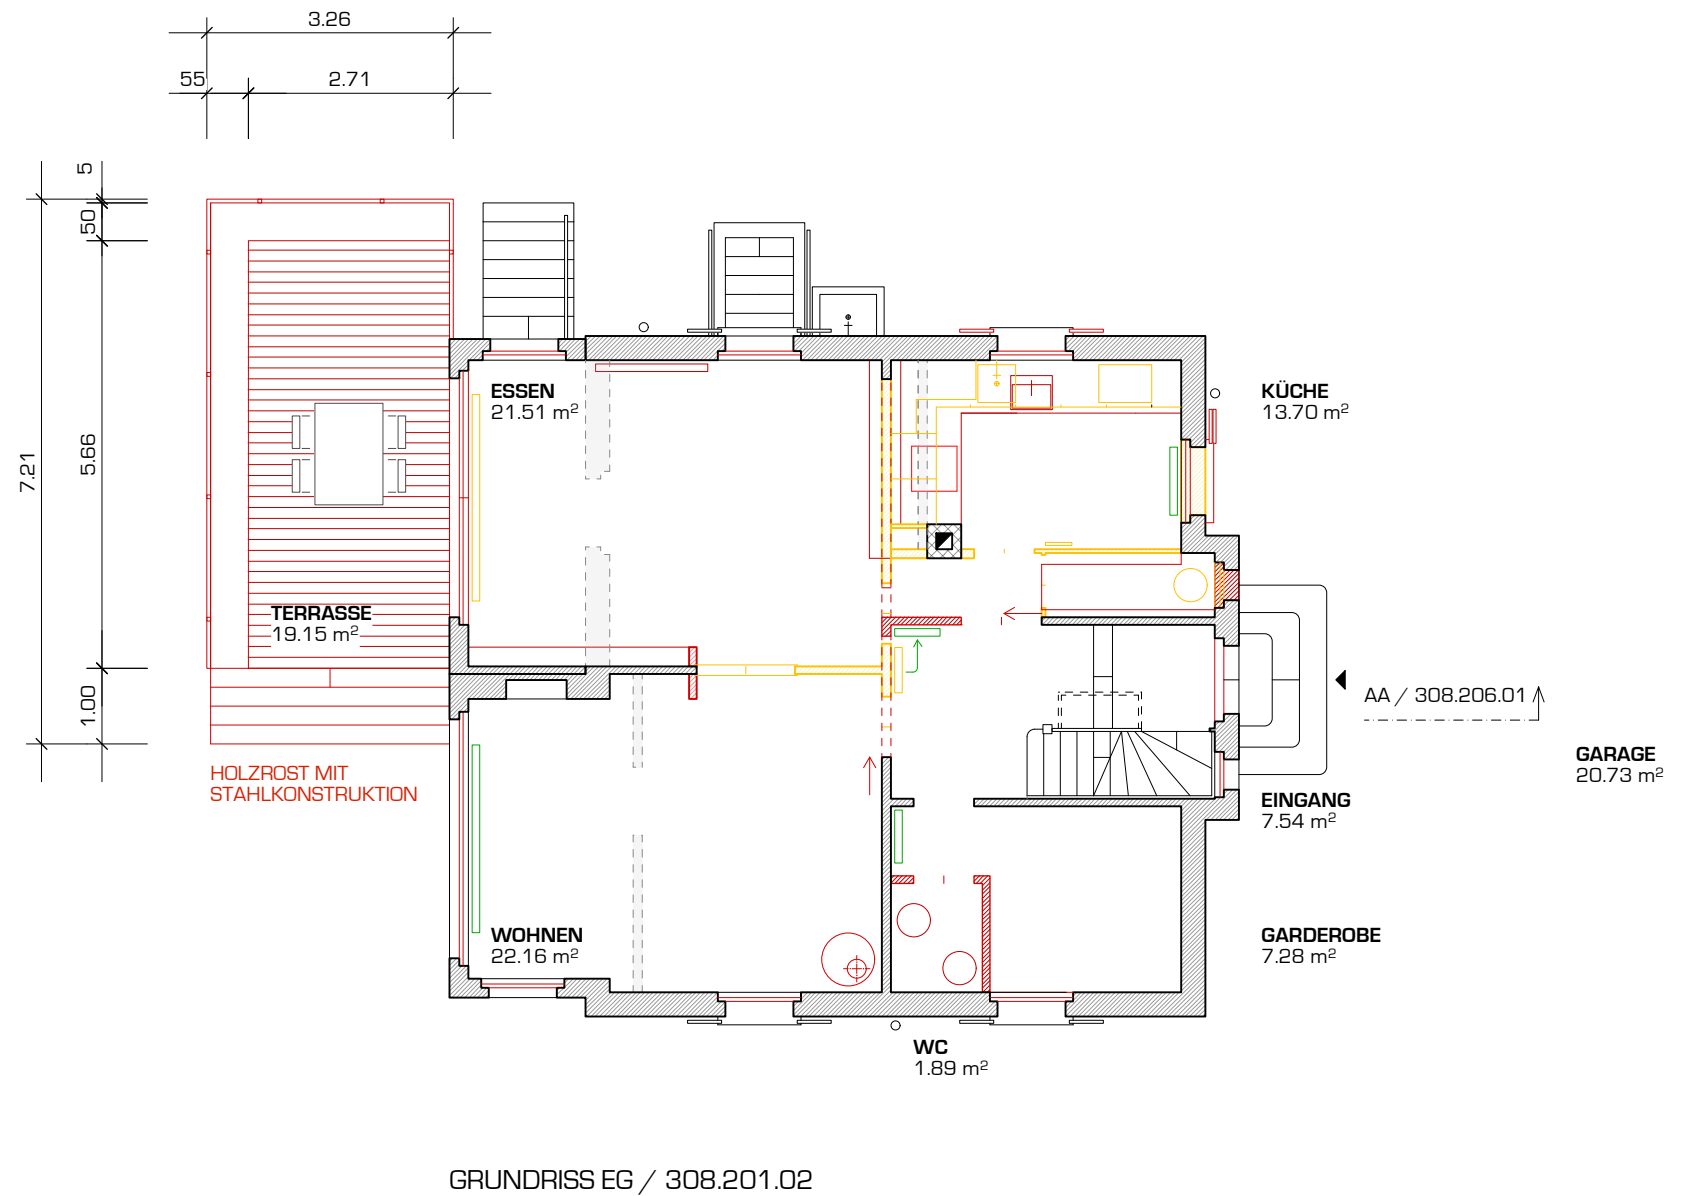 3.26
55
2.71
5
50
5.66
7.21
1.00
ESSEN
21.51 m²
KÜCHE
13.70 m²
TERRASSE
19.15 m²
AA / 308.206.01
HOLZROST MIT
STAHLKONSTRUKTION
GARAGE
20.73 m²
EINGANG
7.54 m²
WOHNEN
22.16 m²
GARDEROBE
7.28 m²
WC
1.89 m²
GRUNDRISS EG / 308.201.02